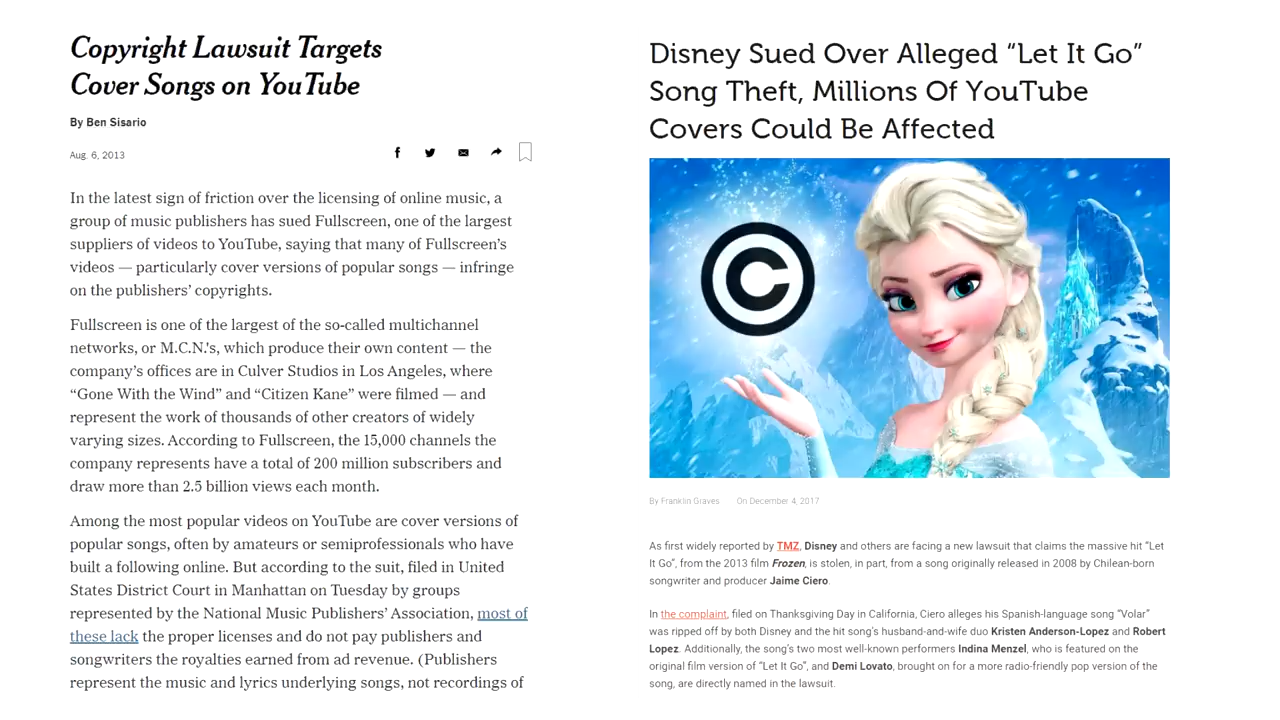 Copyright Lawsuit Targets
Cover Songs on YouTube
By Ben Sisario
Aug. 6, 2013
In the latest sign of friction over the licensing of online music, a
group of music publishers has sued Fullscreen, one of the largest
suppliers of videos to YouTube, saying that many of Fullscreen's
videos — particularly cover versions of popular songs — infringe
on the publishers' copyrights.
Fullscreen is one of the largest of the so-called multichannel
networks, or M.C.N.'s, which produce their own content — the
company's offices are in Culver Studios in Los Angeles, where
“Gone With the Wind” and “Citizen Kane” were filmed — and
represent the work of thousands of other creators of widely
varying sizes. According to Fullscreen, the 15,000 channels the
company represents have a total of 200 million subscribers and
draw more than 2.5 billion views each month.
Among the most popular videos on YouTube are cover versions of
popular songs, often by amateurs or semiprofessionals who have
built a following online. But according to the suit, filed in United
States District Court in Manhattan on Tuesday by groups
represented by the National Music Publishers' Association, most of
these lack the proper licenses and do not pay publishers and
songwriters the royalties earned from ad revenue. (Publishers
represent the music and lyrics underlying songs, not recordings of
Disney Sued Over Alleged “Let It Go”
Song Theft, Millions Of YouTube
Covers Could Be Affected
©
By Franklin Graves On December 4, 2017
As first widely reported by TMZ, Disney and others are facing a new lawsuit that claims the massive hit “Let
It Go”, from the 2013 film Frozen, is stolen, in part, from a song originally released in 2008 by Chilean-born
songwriter and producer Jaime Ciero.
In the complaint, filed on Thanksgiving Day in California, Ciero alleges his Spanish-language song “Volar”
was ripped off by both Disney and the hit song's husband-and-wife duo Kristen Anderson-Lopez and Robert
Lopez. Additionally, the song's two most well-known performers Indina Menzel, who is featured on the
original film version of “Let It Go”, and Demi Lovato, brought on for a more radio-friendly pop version of the
song, are directly named in the lawsuit.